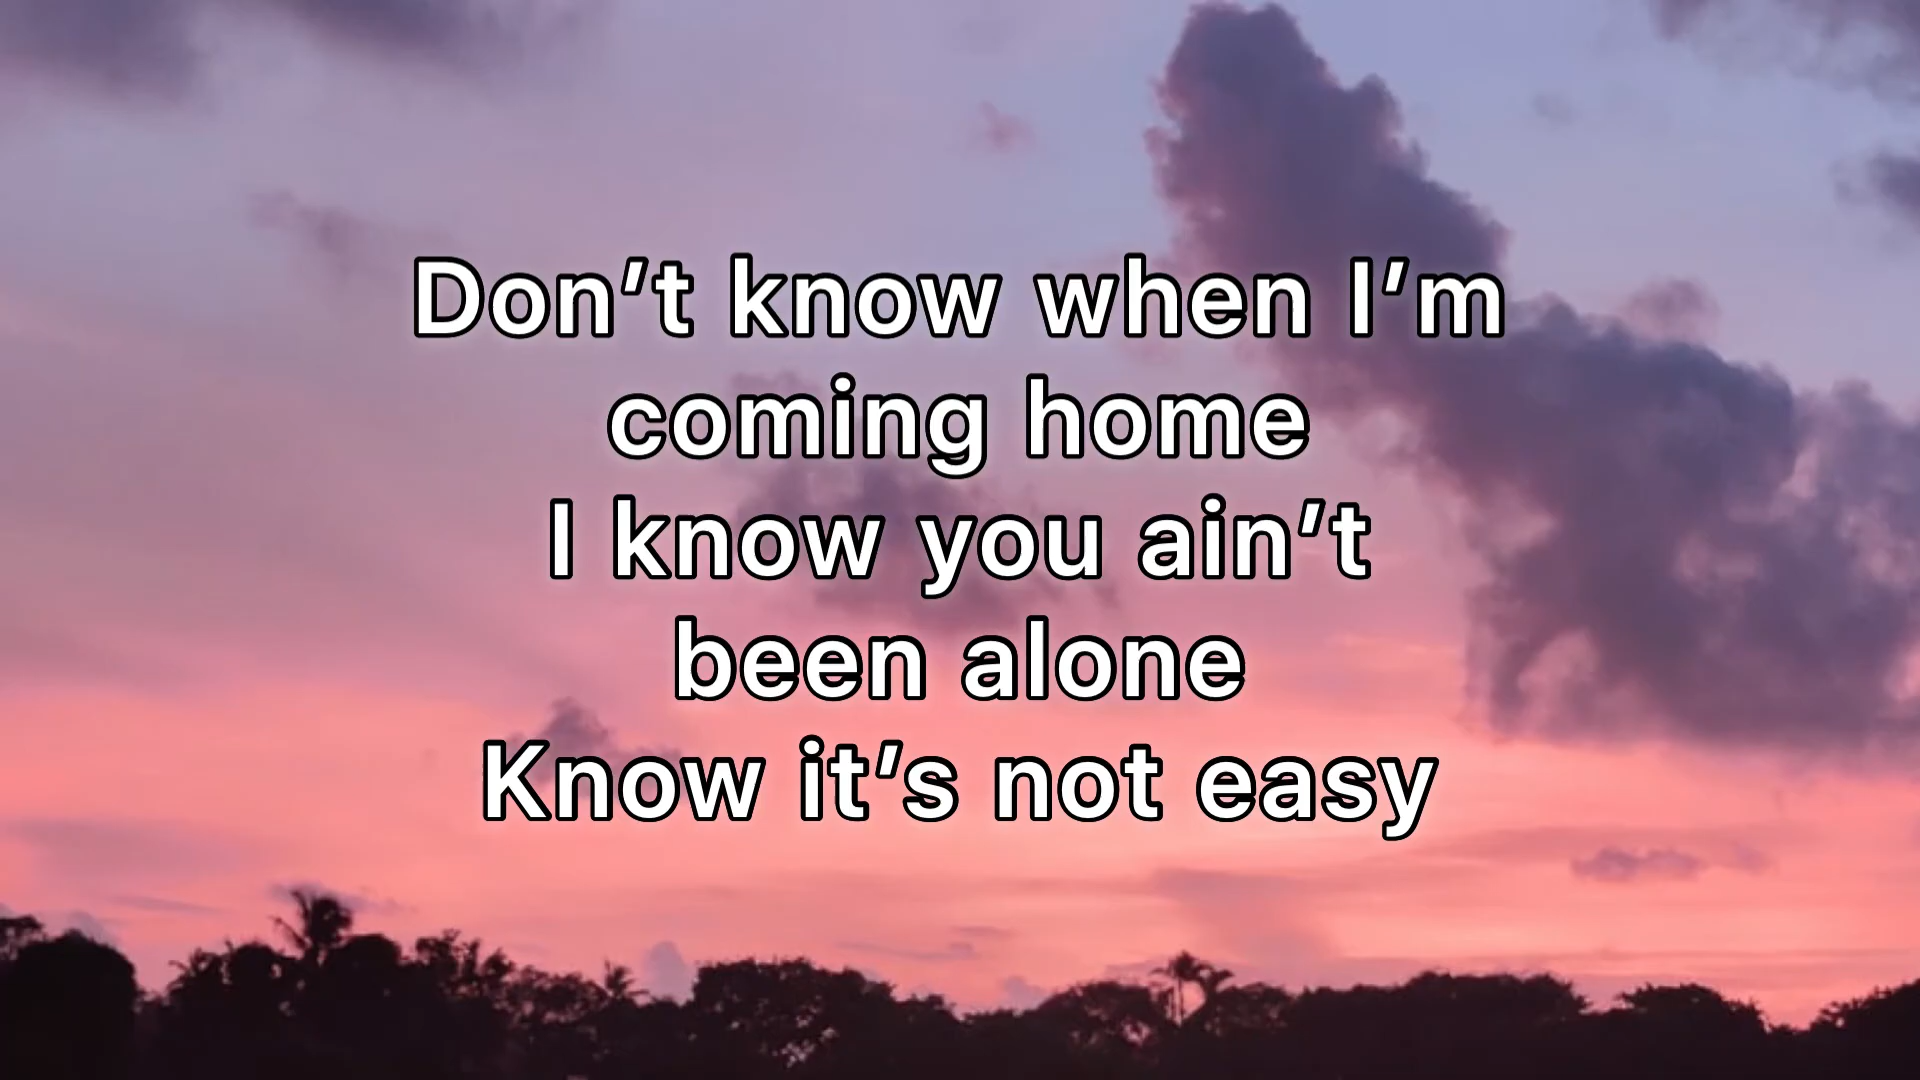 Don’t know when I’m
coming home
I know you ain’t
been alone
Know it’s not easy